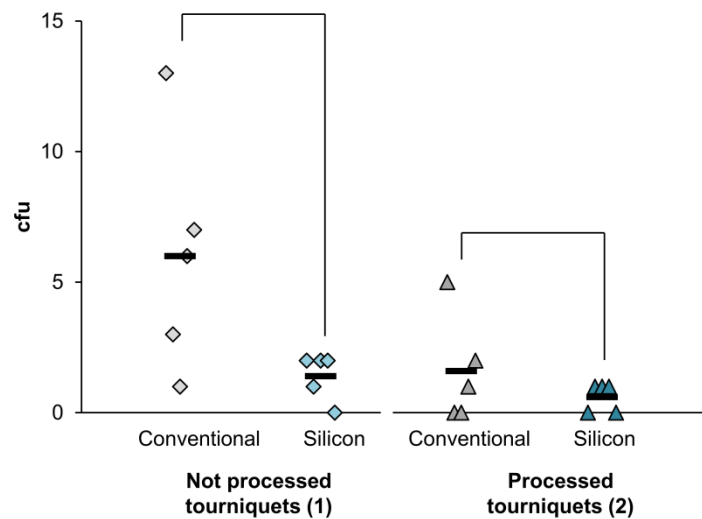 15
10
5
0
cfu
Conventional
Silicon
Conventional
Silicon
Not processed
tourniquets (1)
Processed
tourniquets (2)